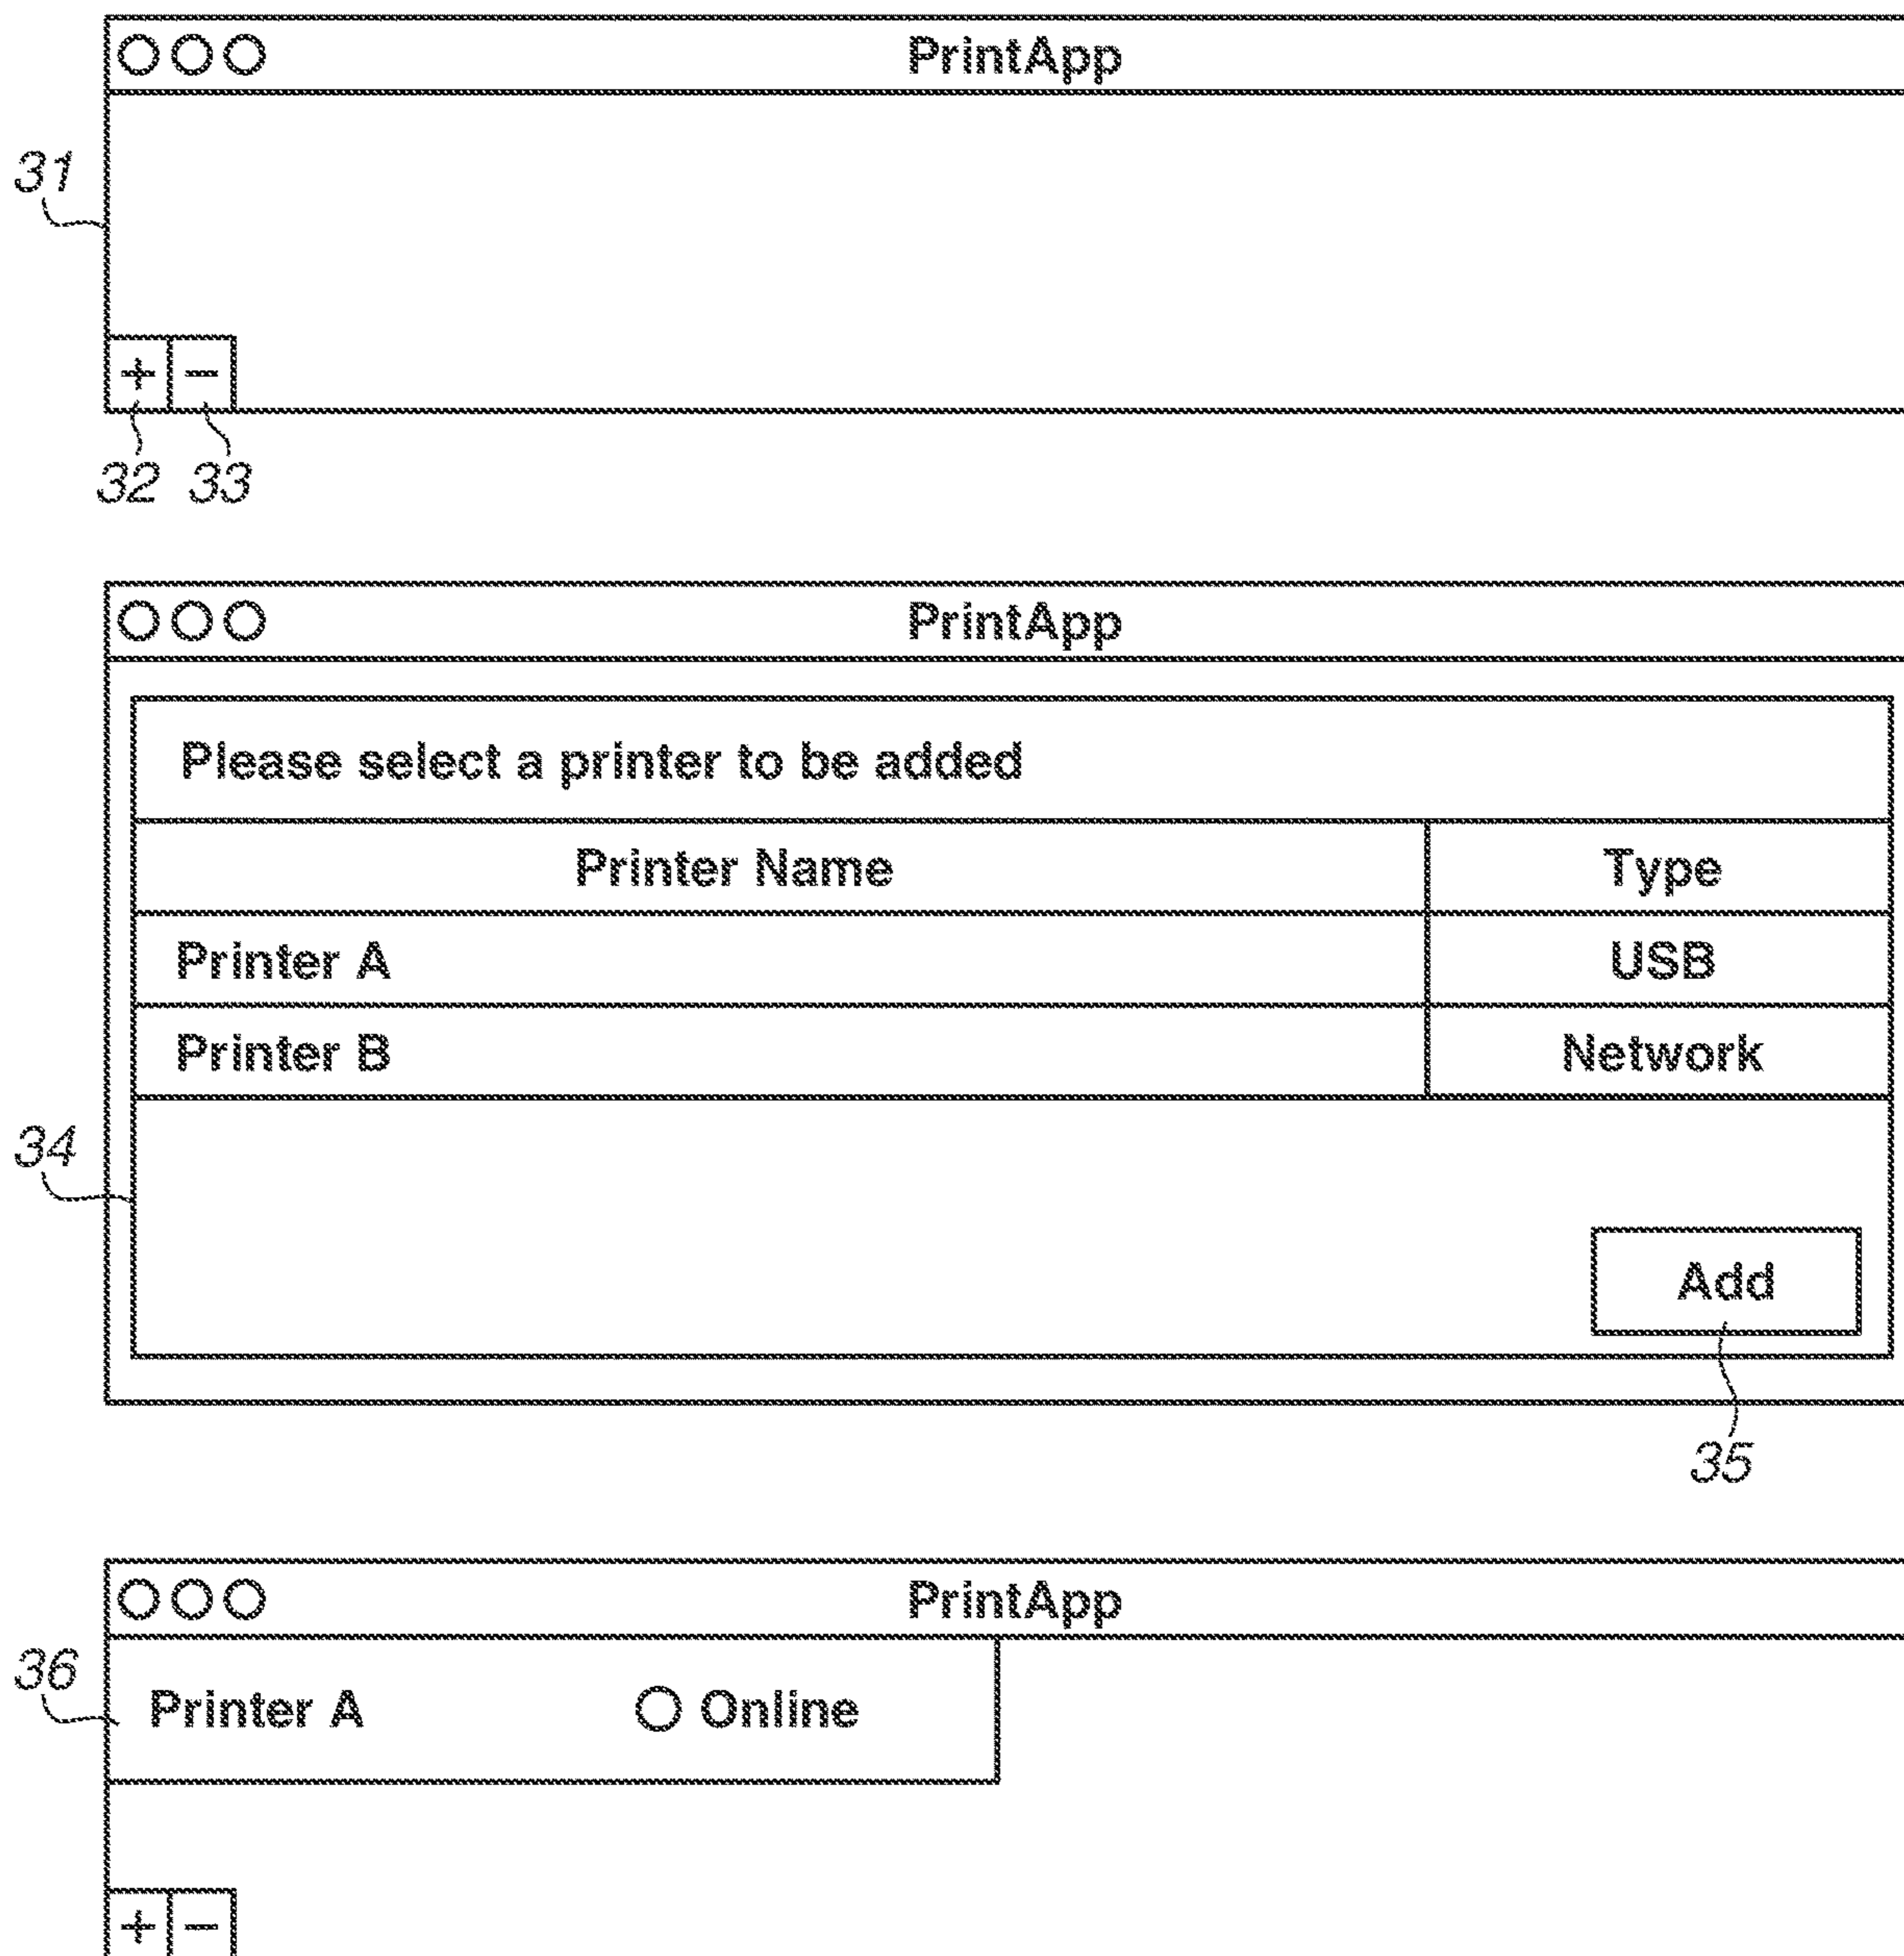 PrintApp
31
+ −
32 33
PrintApp
Please select a printer to be added
Printer Name Type
Printer A USB
Printer B Network
34
Add
35
PrintApp
36
Printer A Online
+ −